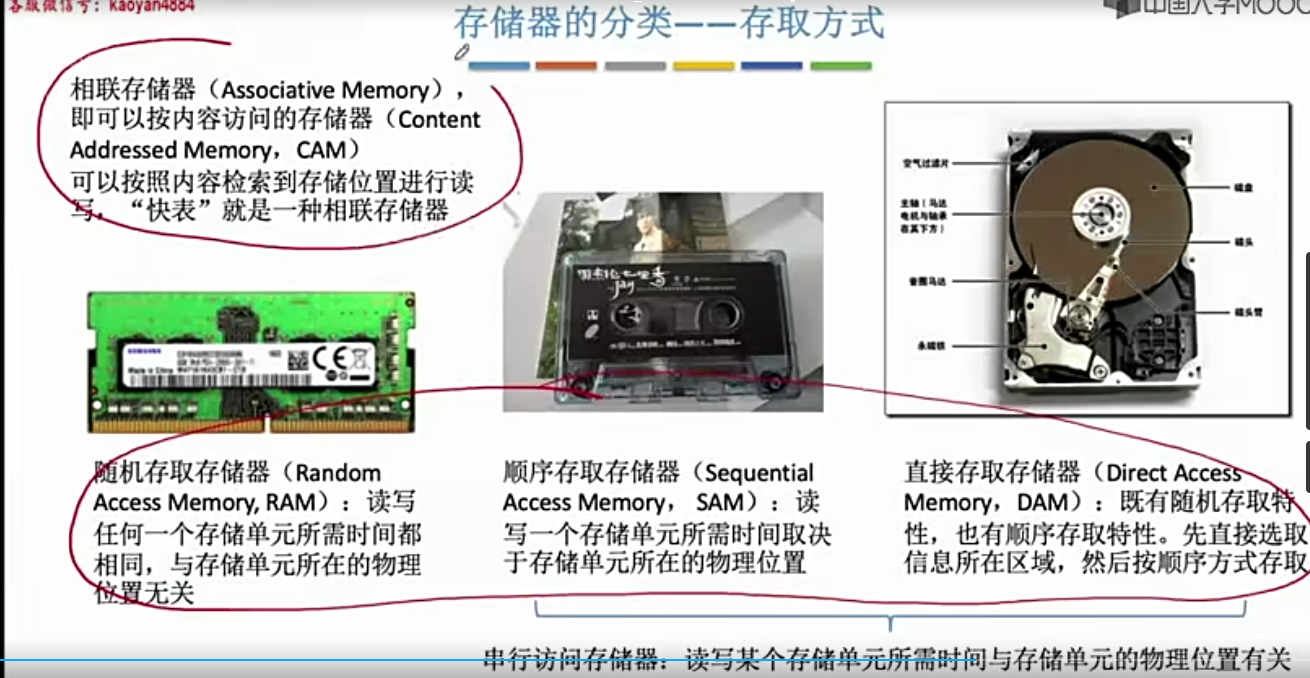 客服微信号：kaoyan4884
中国大学MOOC
存储器的分类——存取方式
相联存储器（Associative Memory），
即可以按内容访问的存储器（Content
Addressed Memory，CAM）
可以按照内容检索到存储位置进行读
写，“快表”就是一种相联存储器
SAMSUNG
Made in China
CE
Jay
空气过滤片
主轴（马达
电机与轴承
在其下方）
音圈马达
永磁铁
磁盘
磁头
磁头臂
随机存取存储器（Random
Access Memory, RAM）：读写
任何一个存储单元所需时间都
相同，与存储单元所在的物理
位置无关
顺序存取存储器（Sequential
Access Memory， SAM）：读
写一个存储单元所需时间取决
于存储单元所在的物理位置
直接存取存储器（Direct Access
Memory，DAM）：既有随机存取特
性，也有顺序存取特性。先直接选取
信息所在区域，然后按顺序方式存取
串行访问存储器：读写某个存储单元所需时间与存储单元的物理位置有关